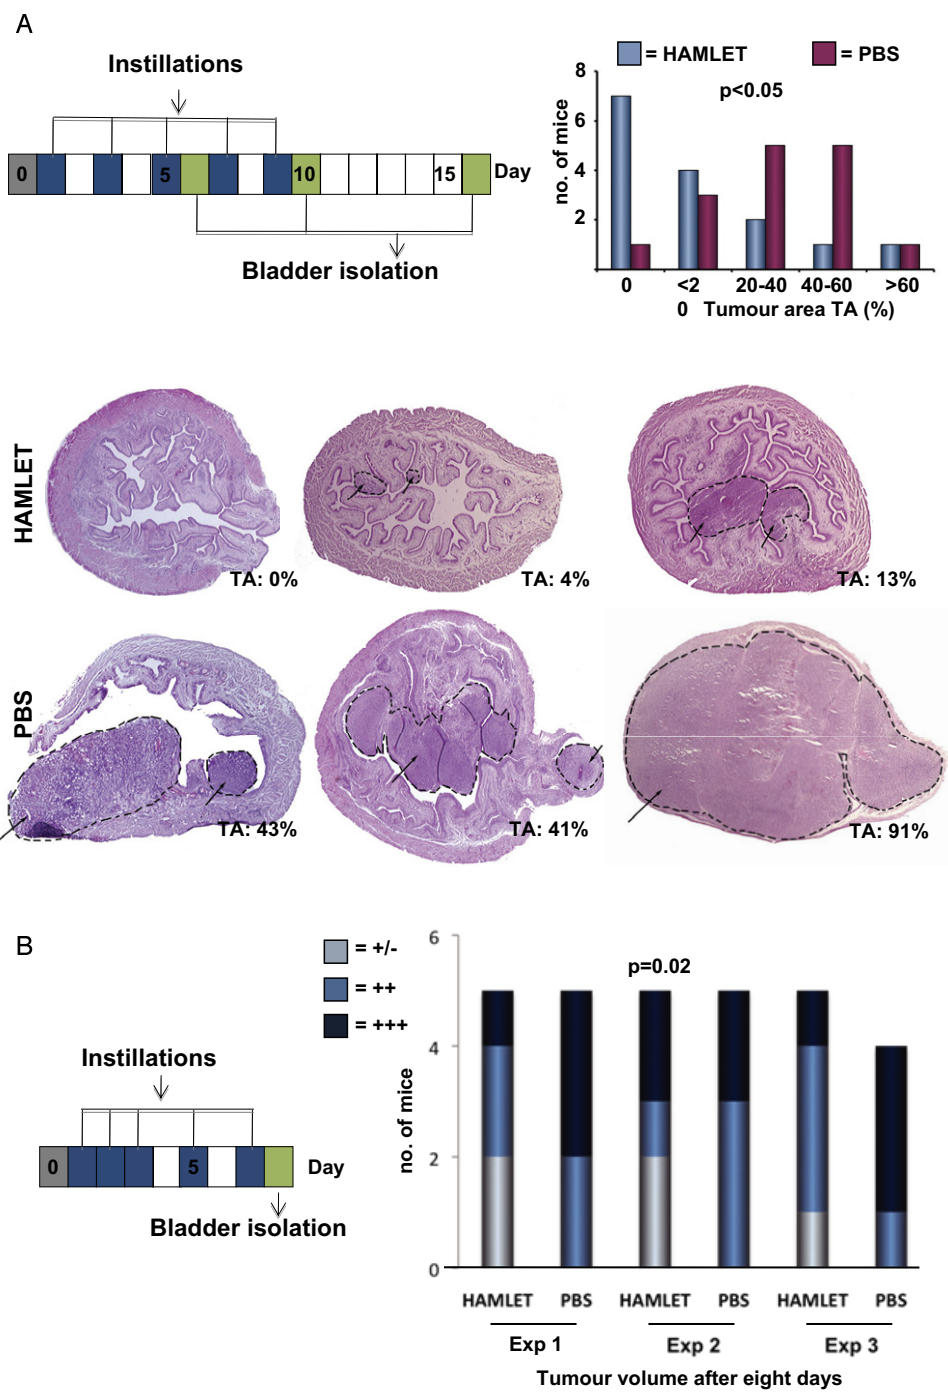 A
Instillations
0 5 10 15 Day
Bladder isolation
= HAMLET = PBS
p<0.05
no. of mice
8
6
4
2
0 <2 20-40 40-60 >60
0 Tumour area TA (%)
HAMLET
TA: 0% TA: 4% TA: 13%
PBS
TA: 43% TA: 41% TA: 91%
B
= +/-
= ++
= +++
Instillations
0 5 Day
Bladder isolation
p=0.02
no. of mice
6
4
2
0
HAMLET PBS HAMLET PBS HAMLET PBS
Exp 1 Exp 2 Exp 3
Tumour volume after eight days